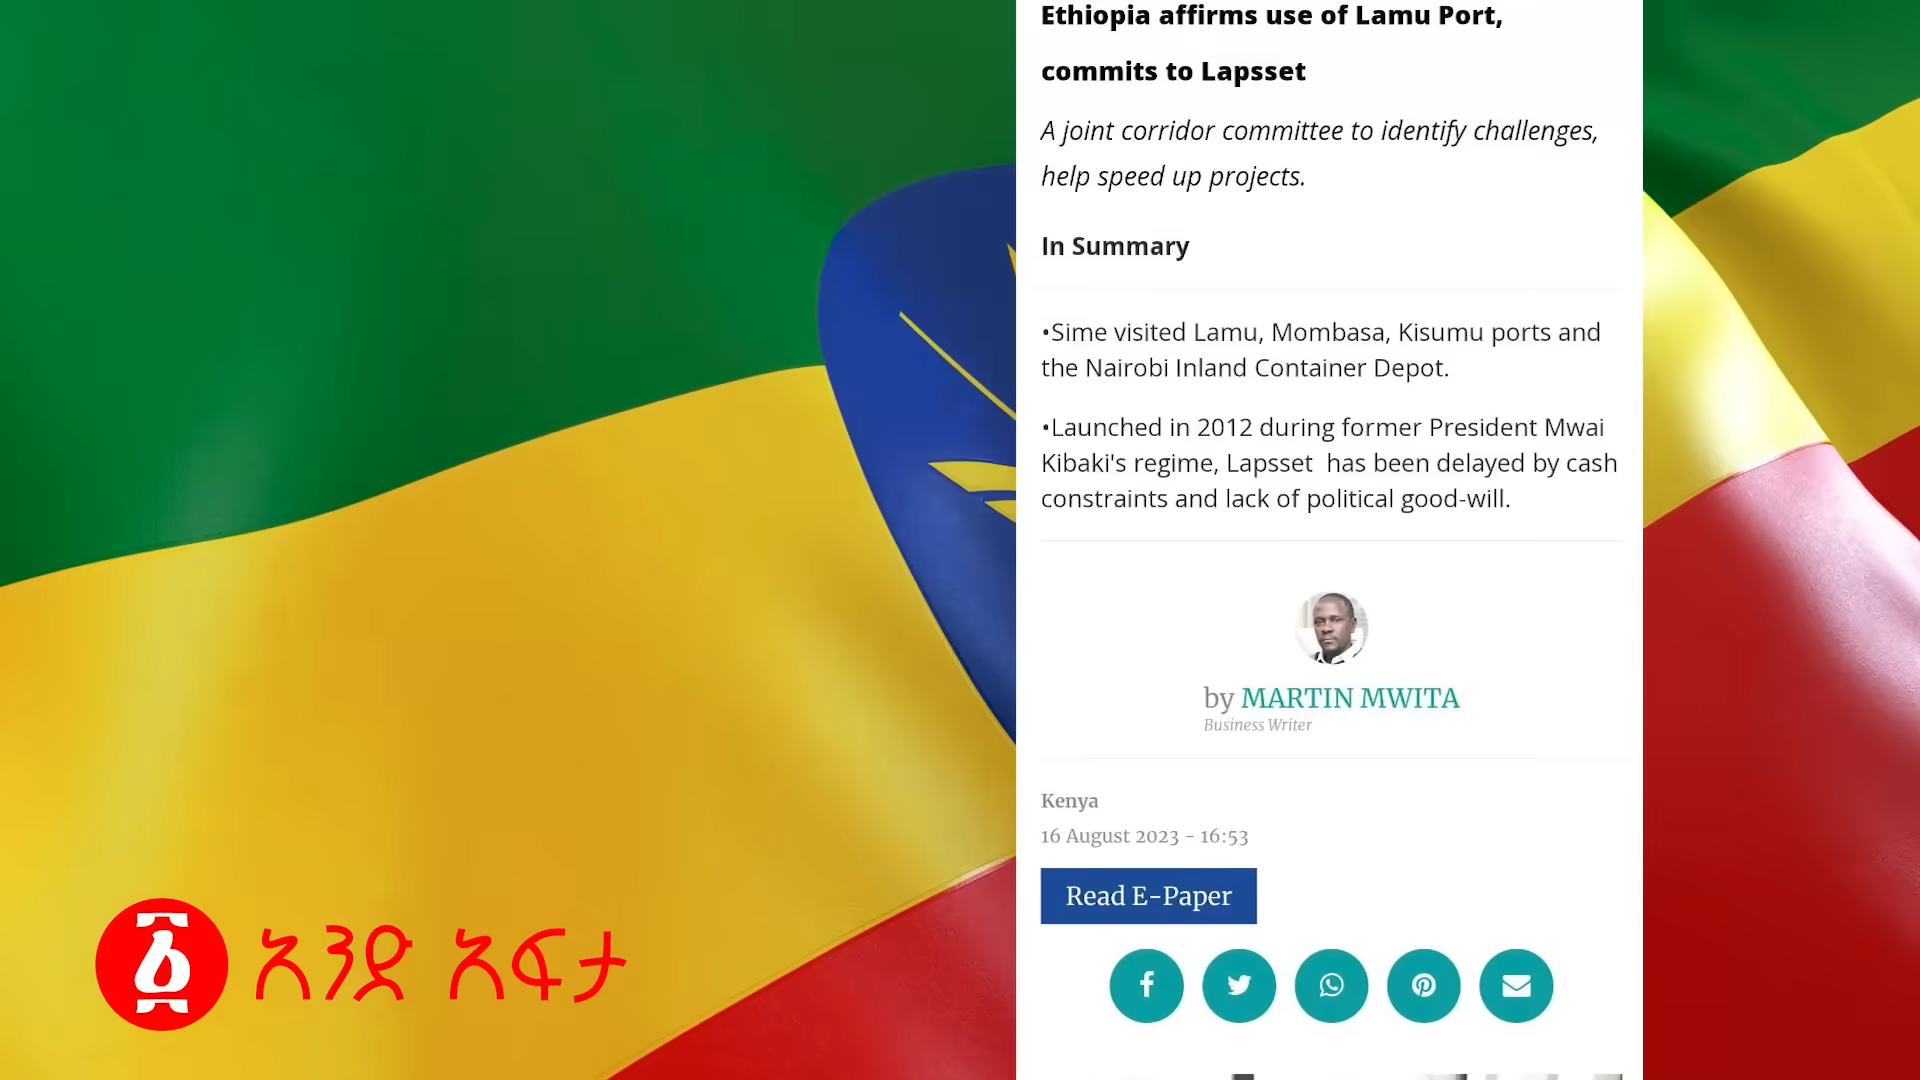 Ethiopia affirms use of Lamu Port,
commits to Lapsset
A joint corridor committee to identify challenges,
help speed up projects.
In Summary
•Sime visited Lamu, Mombasa, Kisumu ports and
the Nairobi Inland Container Depot.
•Launched in 2012 during former President Mwai
Kibaki's regime, Lapsset has been delayed by cash
constraints and lack of political good-will.
by MARTIN MWITA
Business Writer
Kenya
16 August 2023 - 16:53
Read E-Paper
አንድ አፍታ